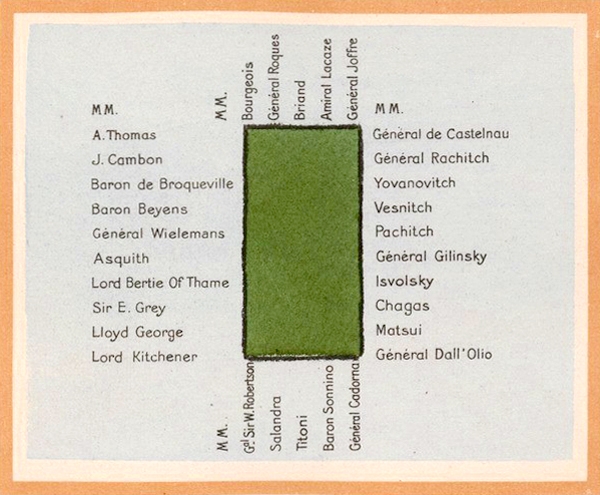 MM.
Bourgeois
Général Roques
Briand
Amiral Lacaze
Général Joffre
MM.
A. Thomas
J. Cambon
Baron de Broqueville
Baron Beyens
Général Wielemans
Asquith
Lord Bertie Of Thame
Sir E. Grey
Lloyd George
Lord Kitchener
MM.
Général de Castelnau
Général Rachitch
Yovanovitch
Vesnitch
Pachitch
Général Gilinsky
Isvolsky
Chagas
Matsui
Général Dall'Olio
MM.
Gal Sir W. Robertson
Salandra
Titoni
Baron Sonnino
Général Cadorna